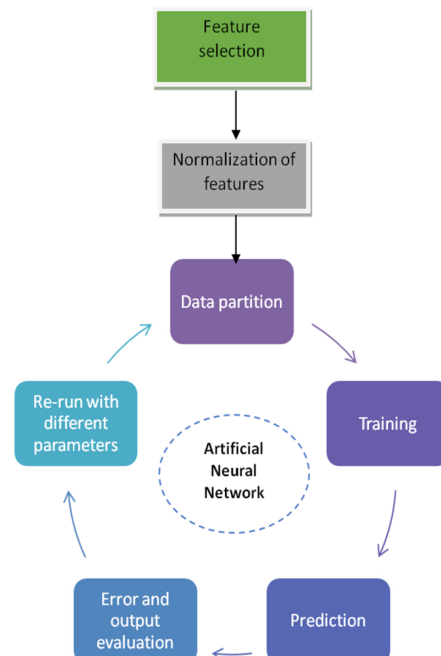 Feature
selection
Normalization of
features
Data partition
Training
Prediction
Error and
output
evaluation
Re-run with
different
parameters
Artificial
Neural
Network